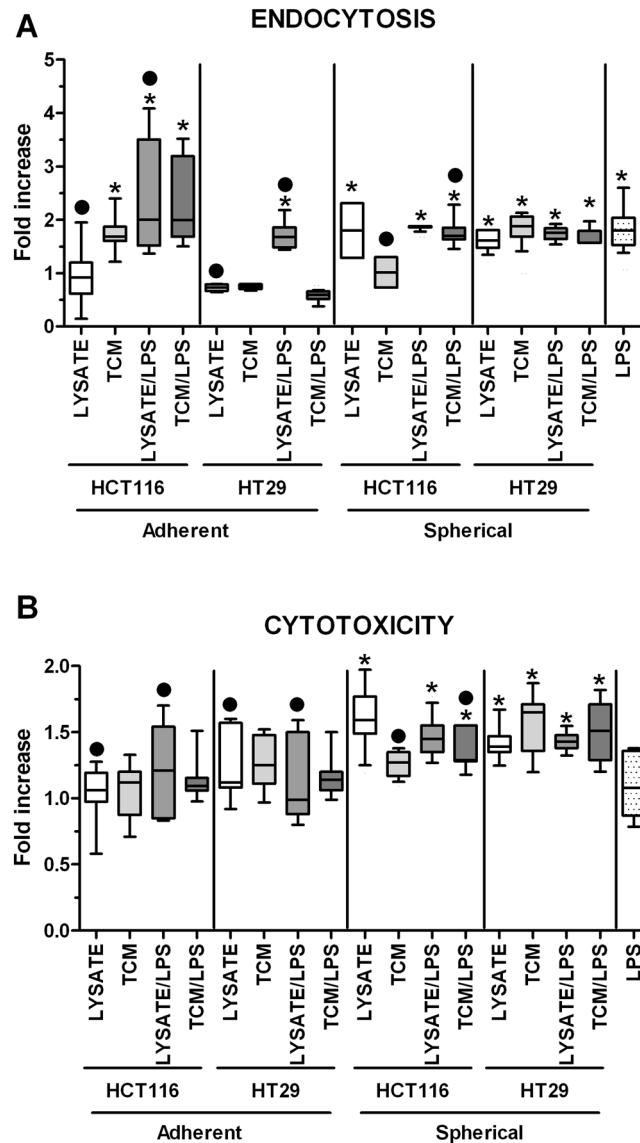 A
ENDOCYTOSIS
Fold increase
5
4
3
2
1
0
* * * * * * * * * * * *
LYSATE TCM LYSATE/LPS TCM/LPS LYSATE TCM LYSATE/LPS TCM/LPS LYSATE TCM LYSATE/LPS TCM/LPS LYSATE TCM LYSATE/LPS TCM/LPS LPS
HCT116 HT29 HCT116 HT29
Adherent Spherical
B
CYTOTOXICITY
Fold increase
2.0
1.5
1.0
0.5
0.0
* * * * * * *
LYSATE TCM LYSATE/LPS TCM/LPS LYSATE TCM LYSATE/LPS TCM/LPS LYSATE TCM LYSATE/LPS TCM/LPS LYSATE TCM LYSATE/LPS TCM/LPS LPS
HCT116 HT29 HCT116 HT29
Adherent Spherical